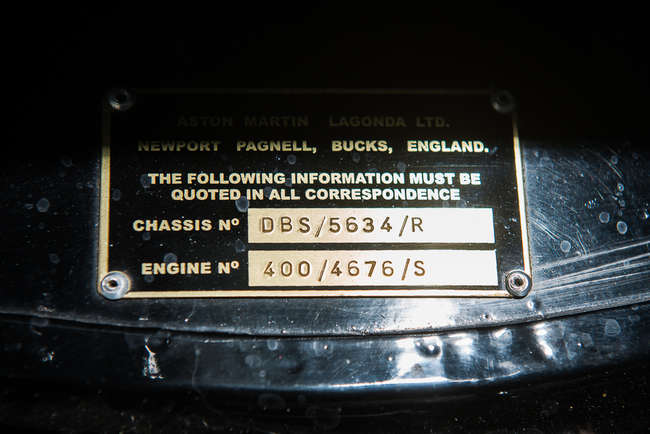 ASTON MARTIN LAGONDA LTD.
NEWPORT PAGNELL, BUCKS, ENGLAND.
THE FOLLOWING INFORMATION MUST BE
QUOTED IN ALL CORRESPONDENCE
CHASSIS Nº DBS/5634/R
ENGINE Nº 400/4676/S